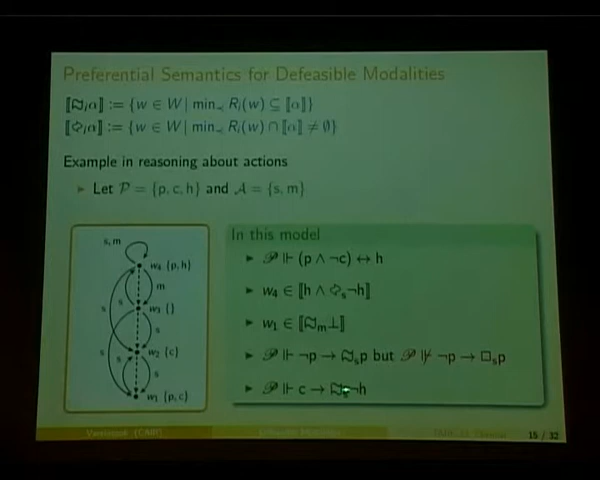 Preferential Semantics for Defeasible Modalities
⟦⍂ᵢα⟧ := {w ∈ W | min≺ Rᵢ(w) ⊆ ⟦α⟧}
:= {w ∈ W | min≺ Rᵢ(w) ∩ ⟦α⟧ ≠ ∅}
Example in reasoning about actions
▸ Let 𝒫 = {p, c, h} and 𝒜 = {s, m}
s, m
w₄ {p, h}
m
s
w₃ {}
s
s
s
w₂ {c}
s
s
w₁ {p, c}
In this model
▸ 𝒫 ⊩ (p ∧ ¬c) ↔ h
▸ w₄ ∈ ⟦h ∧ ¬h⟧
▸ w₁ ∈ ⟦ₘ⊥⟧
▸ 𝒫 ⊩ ¬p → ₛp but 𝒫 ⊮ ¬p → □ₛp
▸ 𝒫 ⊩ c → ¬h
15 / 32